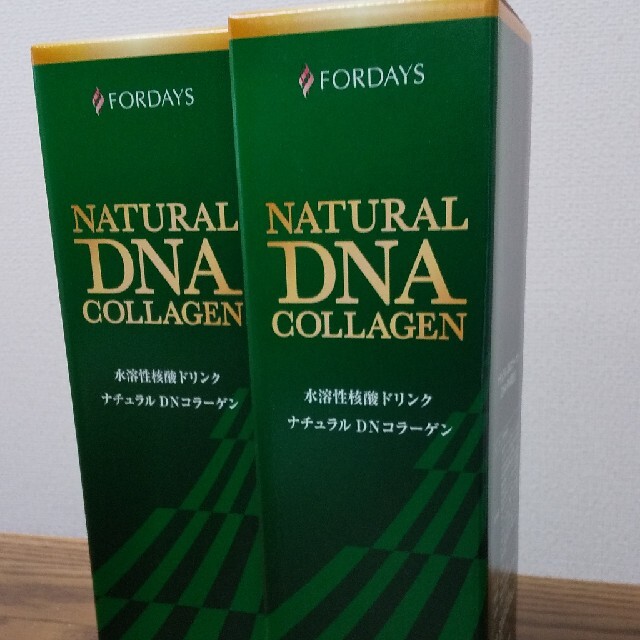 FORDAYS
NATURAL
DNA
COLLAGEN
水溶性核酸ドリンク
ナチュラル DNコラーゲン
FORDAYS
NATURAL
DNA
COLLAGEN
水溶性核酸ドリンク
ナチュラル DNコラーゲン